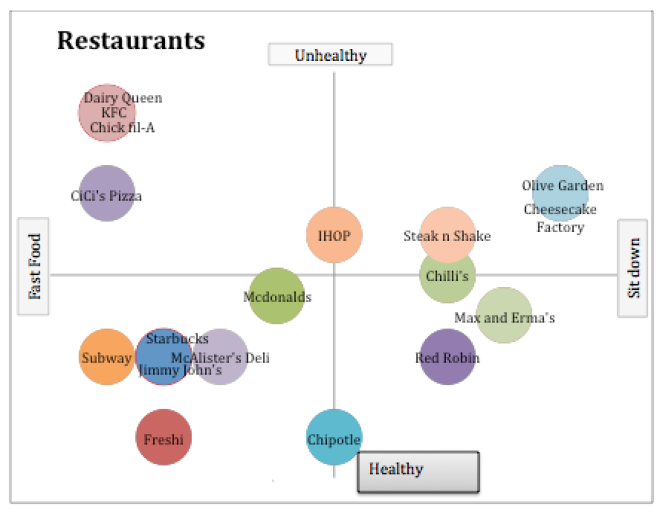 Restaurants
Unhealthy
Dairy Queen
KFC
Chick fil-A
CiCi's Pizza
Olive Garden
Cheesecake
Factory
IHOP
Steak n Shake
Fast Food
Sit down
Chilli's
Mcdonalds
Max and Erma's
Starbucks
Subway
McAlister's Deli
Jimmy John's
Red Robin
Freshi
Chipotle
Healthy